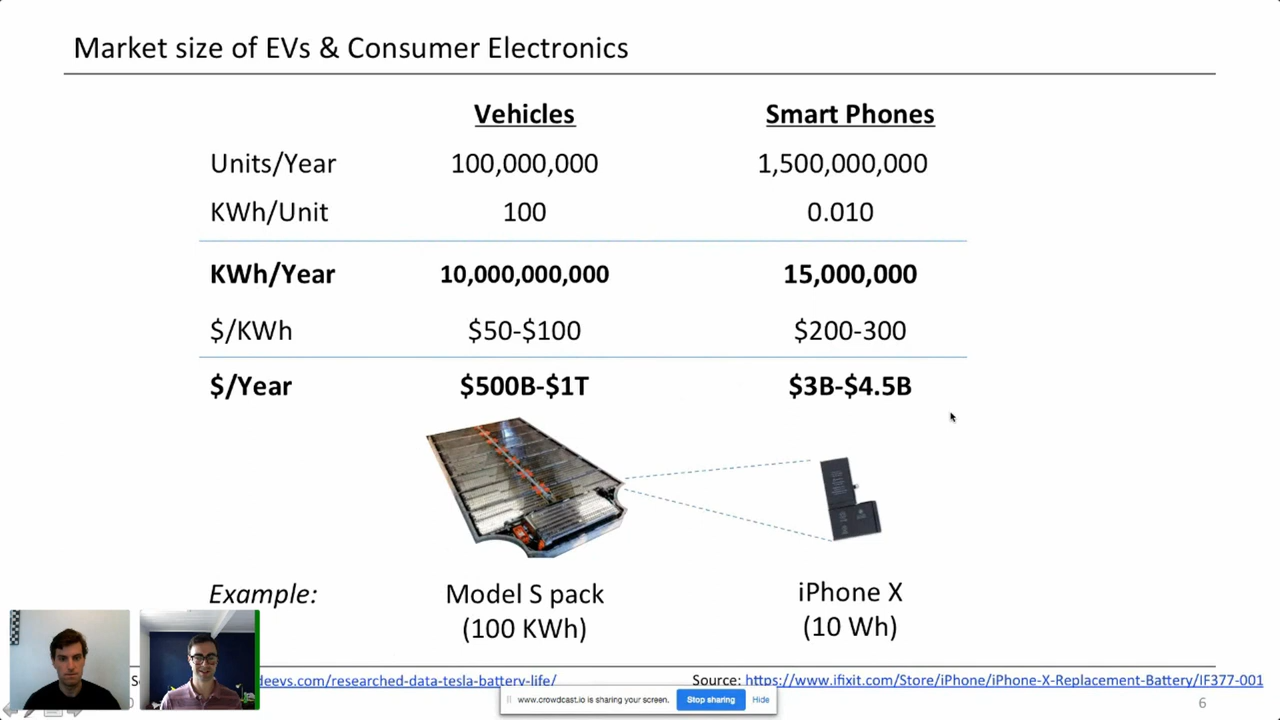 Market size of EVs & Consumer Electronics
Vehicles Smart Phones
Units/Year 100,000,000 1,500,000,000
KWh/Unit 100 0.010
KWh/Year 10,000,000,000 15,000,000
$/KWh $50-$100 $200-300
$/Year $500B-$1T $3B-$4.5B
Example: Model S pack iPhone X
(100 KWh) (10 Wh)
deevs.com/researched-data-tesla-battery-life/ Source: https://www.ifixit.com/Store/iPhone/iPhone-X-Replacement-Battery/IF377-001
www.crowdcast.io is sharing your screen. Stop sharing Hide
6